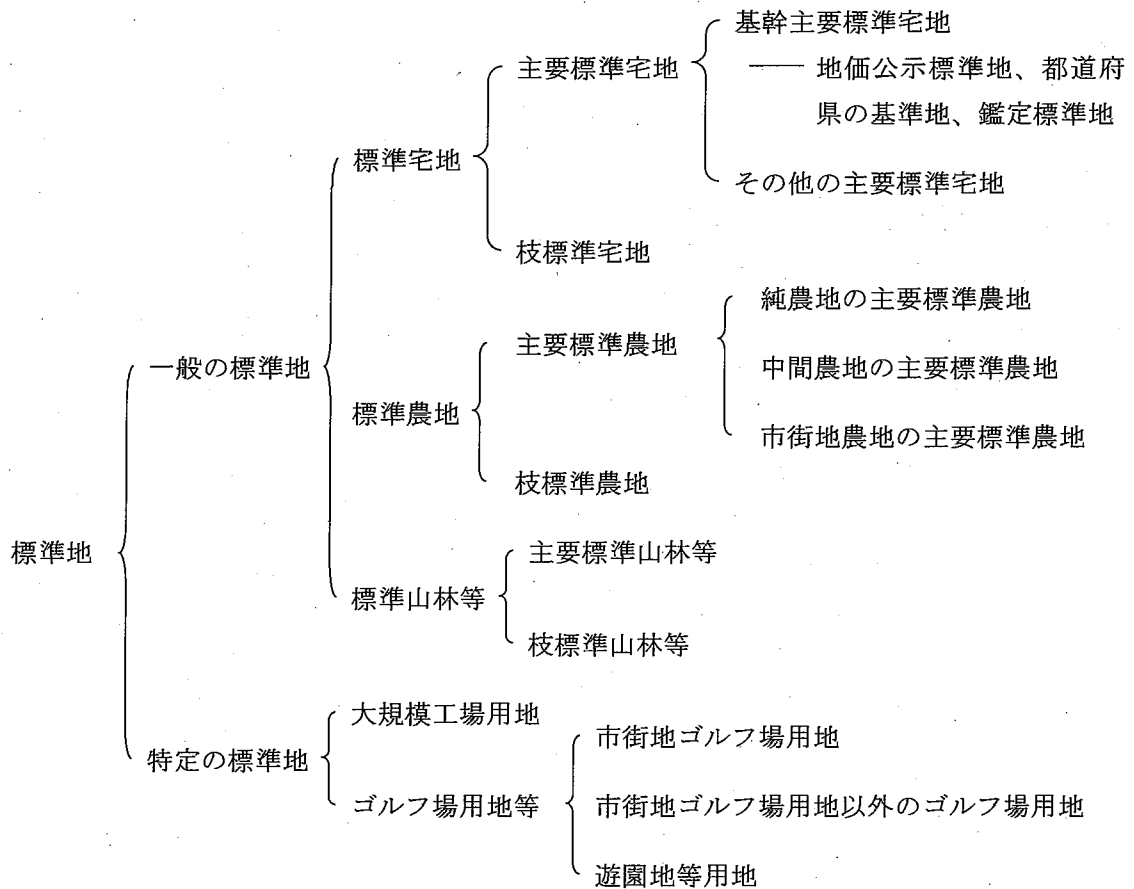 基幹主要標準宅地
主要標準宅地
── 地価公示標準地、都道府
県の基準地、鑑定標準地
標準宅地
その他の主要標準宅地
枝標準宅地
純農地の主要標準農地
主要標準農地
一般の標準地
中間農地の主要標準農地
標準農地
市街地農地の主要標準農地
枝標準農地
標準地
主要標準山林等
標準山林等
枝標準山林等
大規模工場用地
市街地ゴルフ場用地
特定の標準地
ゴルフ場用地等
市街地ゴルフ場用地以外のゴルフ場用地
遊園地等用地